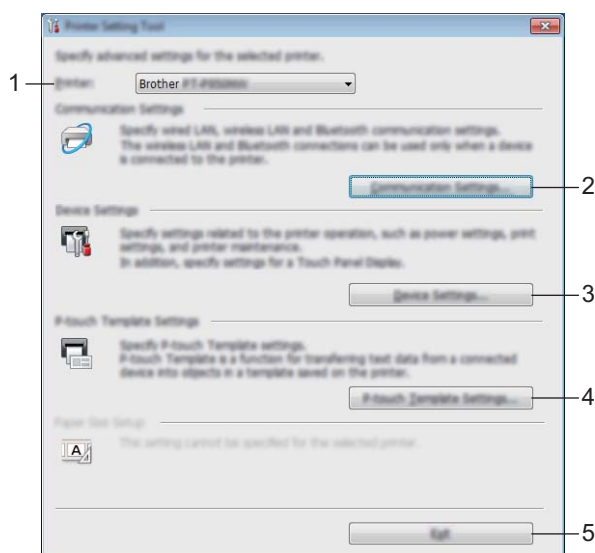 Printer Setting Tool
Specify advanced settings for the selected printer.
1
Printer:
Brother
Communication Settings
Specify wired LAN, wireless LAN and Bluetooth communication settings.
The wireless LAN and Bluetooth connections can be used only when a device
is connected to the printer.
Communication Settings...
2
Device Settings
Specify settings related to the printer operation, such as power settings, print
settings, and printer maintenance.
In addition, specify settings for a Touch Panel Display.
Device Settings...
3
P-touch Template Settings
Specify P-touch Template settings.
P-touch Template is a function for transferring text data from a connected
device into objects in a template saved on the printer.
P-touch Template Settings...
4
Paper Size Setup
A
This setting cannot be specified for the selected printer.
Exit
5